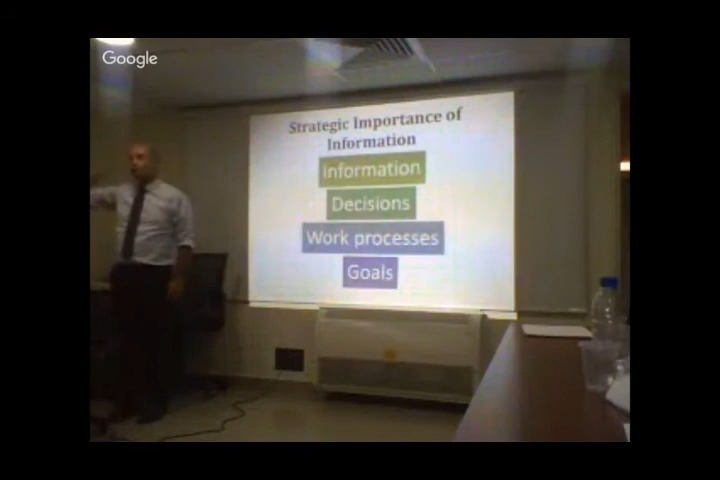 Google
Strategic Importance of
Information
Information
Decisions
Work processes
Goals